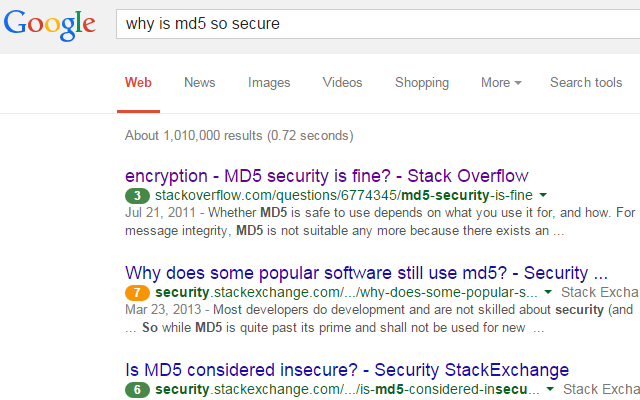 Google
why is md5 so secure
Web News Images Videos Shopping More Search tools
About 1,010,000 results (0.72 seconds)
encryption - MD5 security is fine? - Stack Overflow
3 stackoverflow.com/questions/6774345/md5-security-is-fine
Jul 21, 2011 - Whether MD5 is safe to use depends on what you use it for, and how. For
message integrity, MD5 is not suitable any more because there exists an ...
Why does some popular software still use md5? - Security ...
7 security.stackexchange.com/.../why-does-some-popular-s... Stack Excha
Mar 23, 2013 - Most developers do development and are not skilled about security (and
... So while MD5 is quite past its prime and shall not be used for new ...
Is MD5 considered insecure? - Security StackExchange
6 security.stackexchange.com/.../is-md5-considered-insecu... Stack Excha